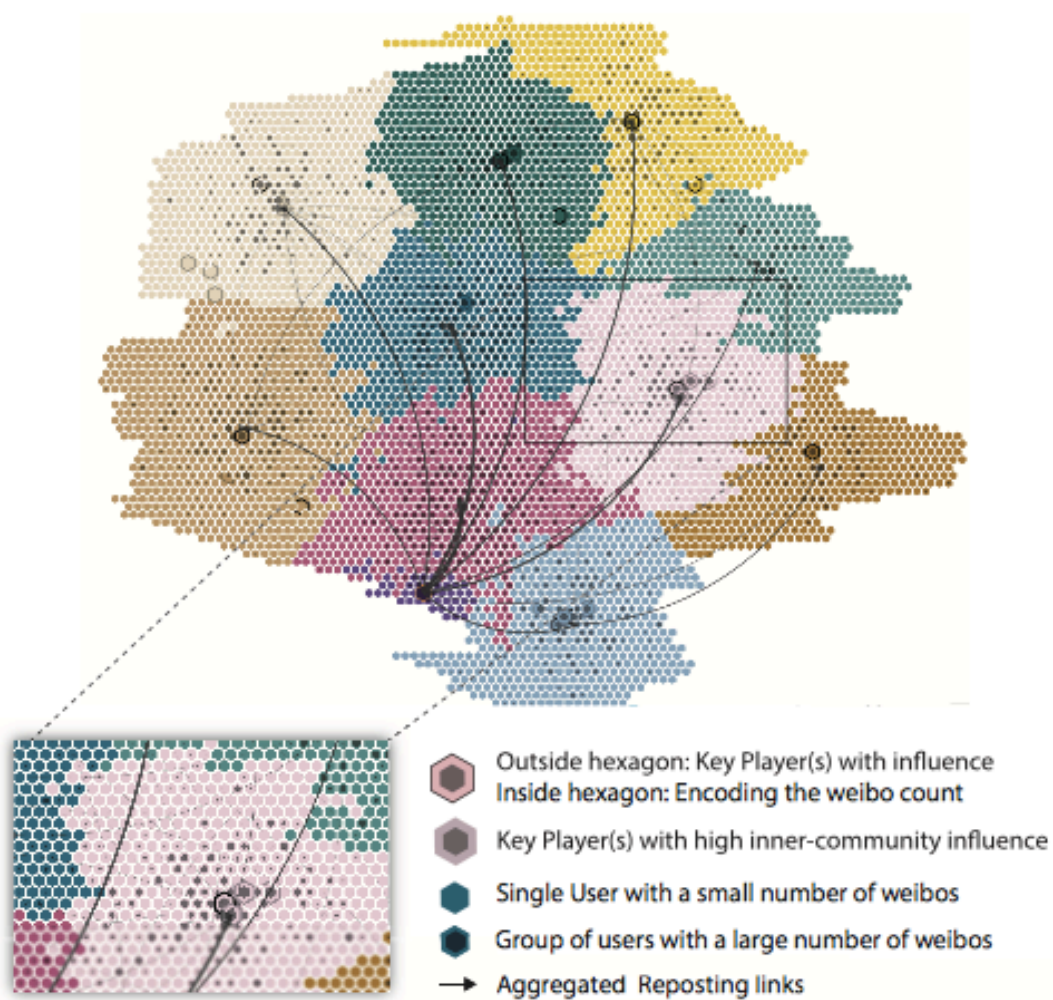 Outside hexagon: Key Player(s) with influence
Inside hexagon: Encoding the weibo count
Key Player(s) with high inner-community influence
Single User with a small number of weibos
Group of users with a large number of weibos
Aggregated Reposting links